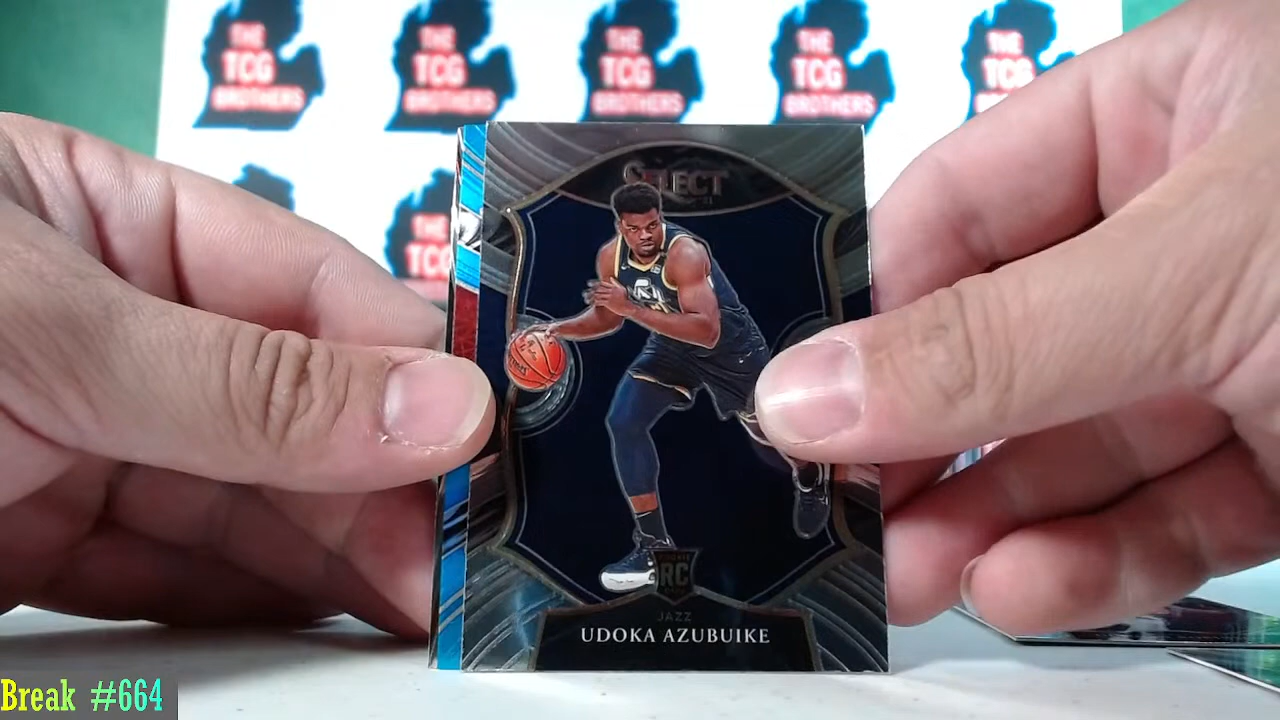 THE
TCG
BROTHERS
THE
TCG
BROTHERS
THE
TCG
BROTHERS
THE
TCG
BROTHERS
THE
TCG
BROTHERS
THE
TCG
SELECT
RC
JAZZ
UDOKA AZUBUIKE
Break #664